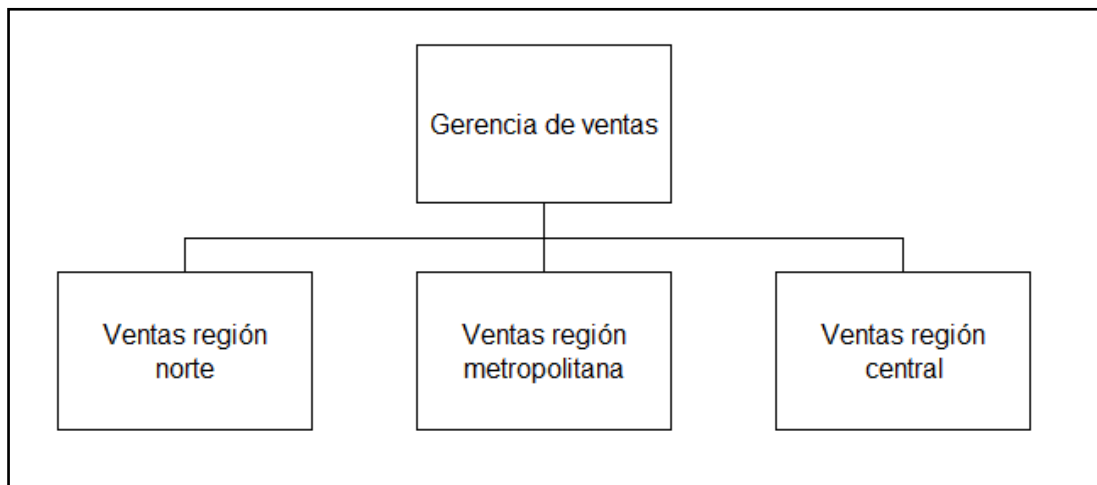 Gerencia de ventas
Ventas región
norte
Ventas región
metropolitana
Ventas región
central